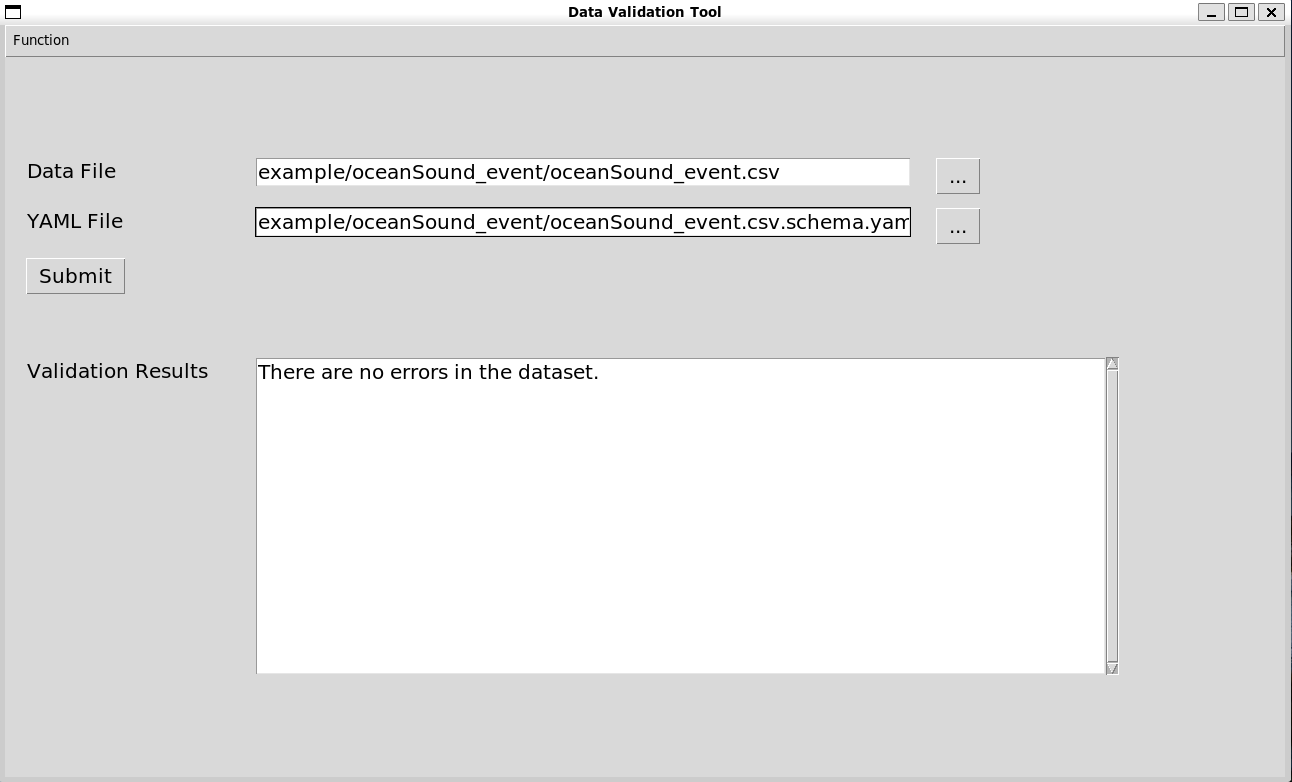 Data Validation Tool
Function
Data File
example/oceanSound_event/oceanSound_event.csv
...
YAML File
example/oceanSound_event/oceanSound_event.csv.schema.yam
...
Submit
Validation Results
There are no errors in the dataset.